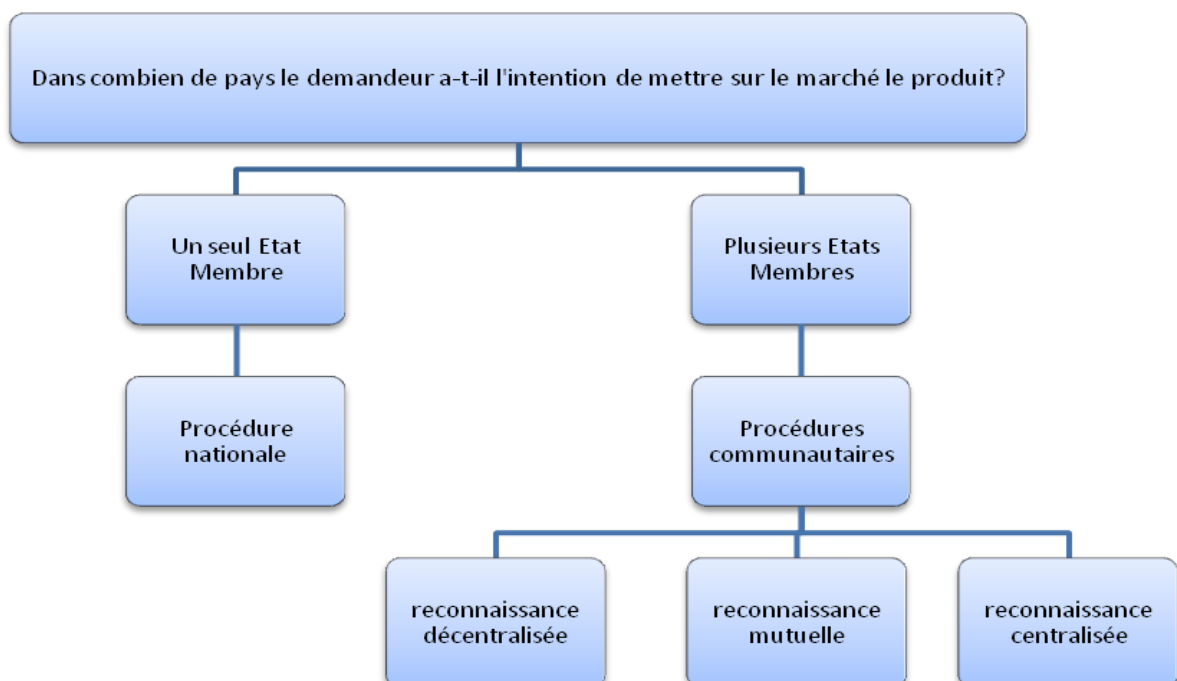 Dans combien de pays le demandeur a-t-il l'intention de mettre sur le marché le produit?
Un seul Etat
Membre
Plusieurs Etats
Membres
Procédure
nationale
Procédures
communautaires
reconnaissance
décentralisée
reconnaissance
mutuelle
reconnaissance
centralisée